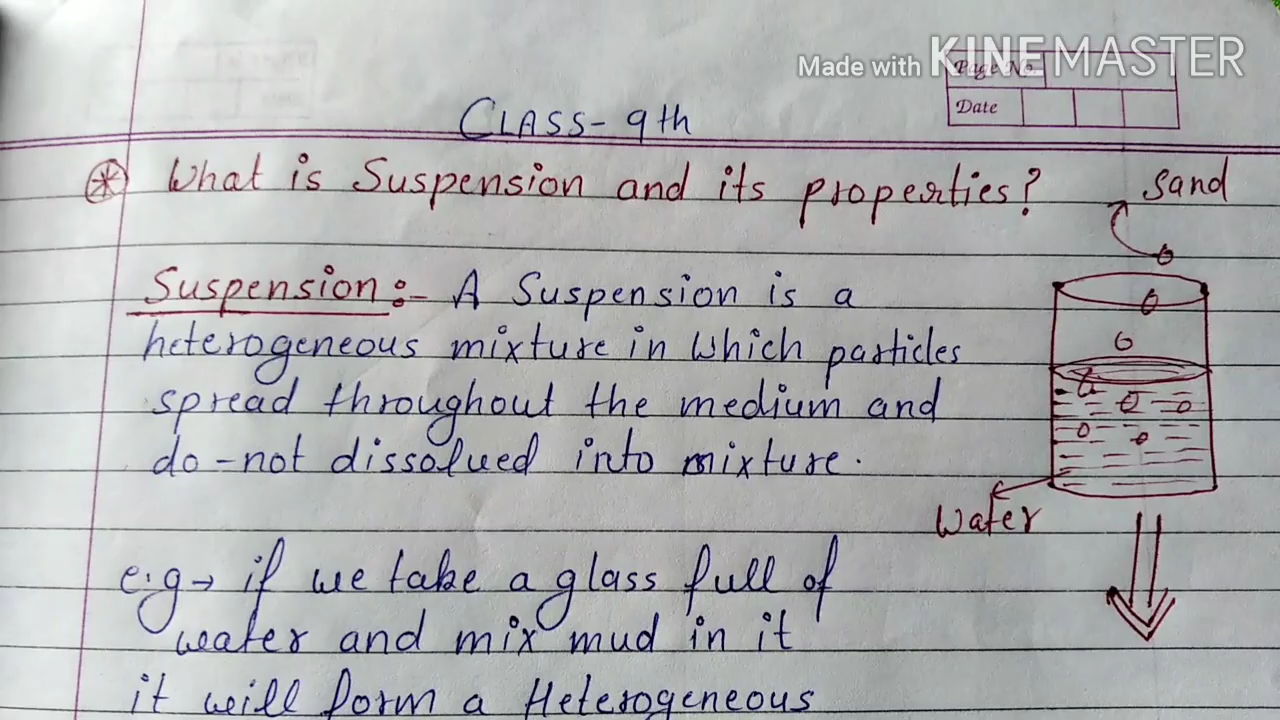 Made with KINEMASTER
Page No.
Date
CLASS-9th
What is Suspension and its properties?
Sand
Suspension:- A Suspension is a
heterogeneous mixture in which particles
spread throughout the medium and
do-not dissolved into mixture.
Water
e.g→ if we take a glass full of
water and mix mud in it
it will form a Heterogeneous